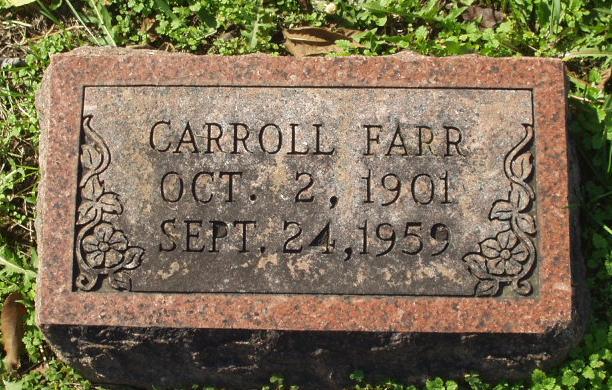 CARROLL FARR
OCT. 2, 1901
SEPT. 24, 1959